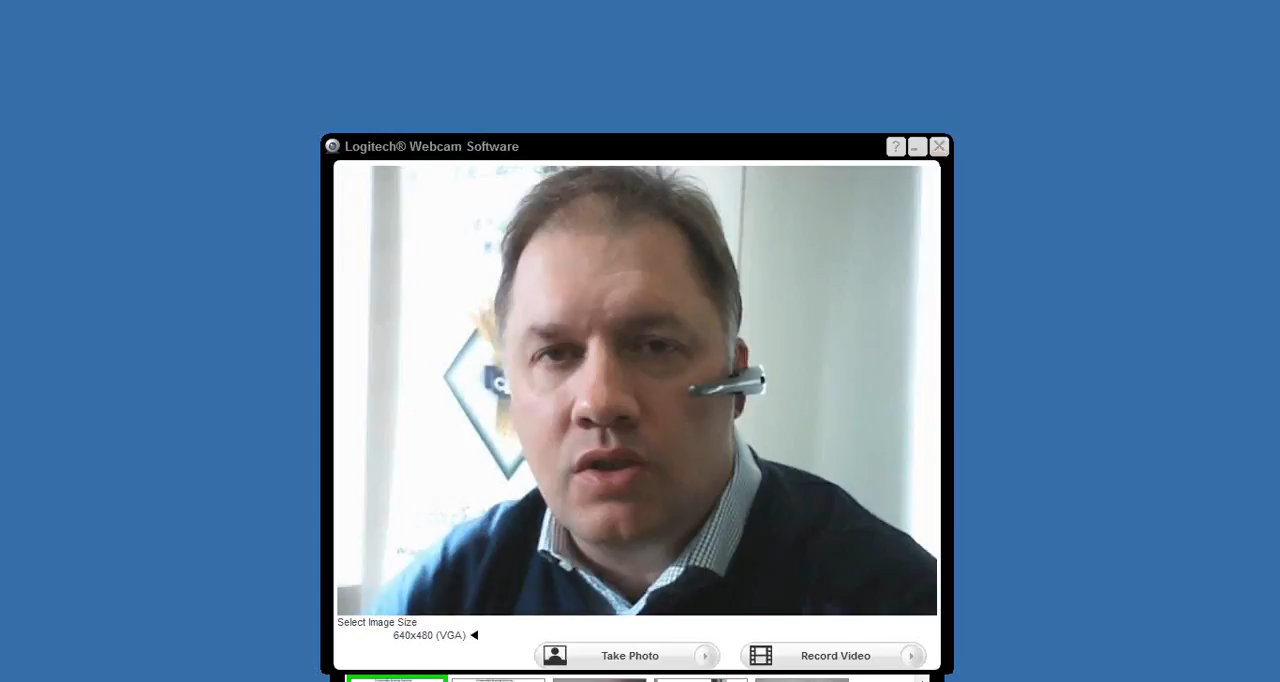 Logitech® Webcam Software
Select Image Size
640x480 (VGA)
Take Photo
Record Video